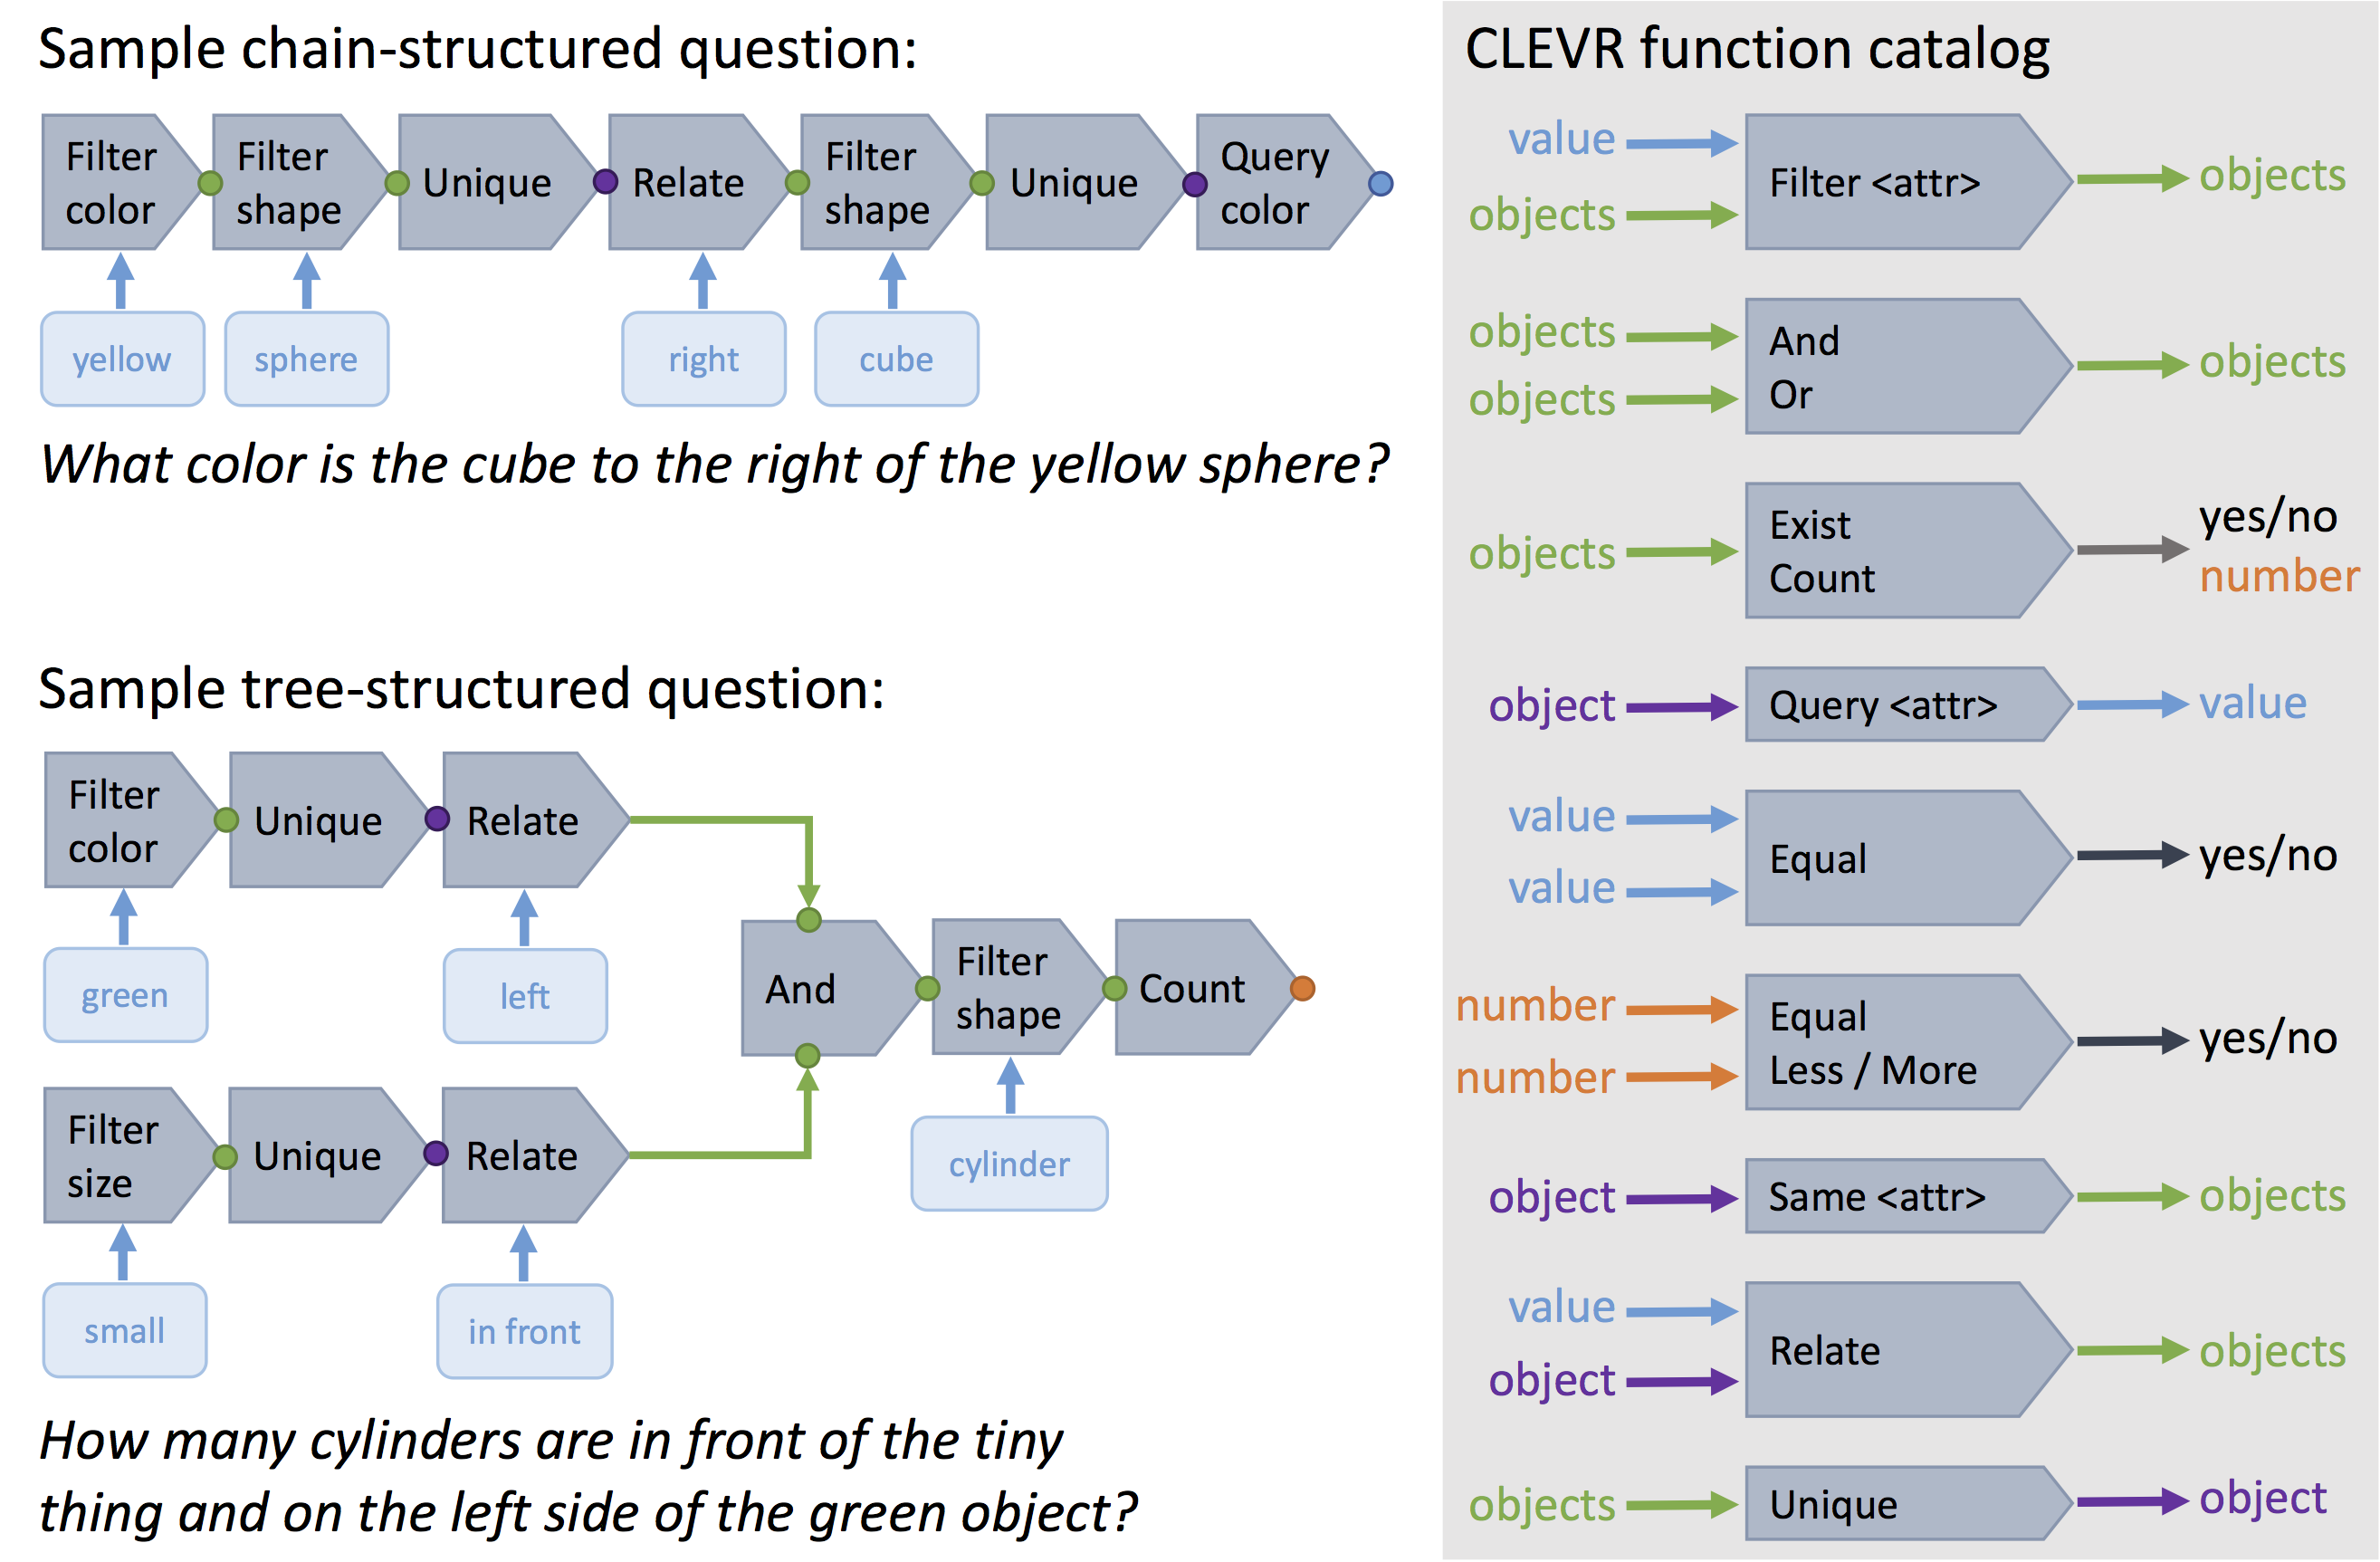 Sample chain-structured question:
Filter
color
Filter
shape
Unique
Relate
Filter
shape
Unique
Query
color
yellow
sphere
right
cube
What color is the cube to the right of the yellow sphere?
Sample tree-structured question:
Filter
color
Unique
Relate
green
left
And
Filter
shape
Count
cylinder
Filter
size
Unique
Relate
small
in front
How many cylinders are in front of the tiny
thing and on the left side of the green object?
CLEVR function catalog
value
objects
Filter <attr>
objects
objects
objects
And
Or
objects
objects
Exist
Count
yes/no
number
object
Query <attr>
value
value
value
Equal
yes/no
number
number
Equal
Less / More
yes/no
object
Same <attr>
objects
value
object
Relate
objects
objects
Unique
object